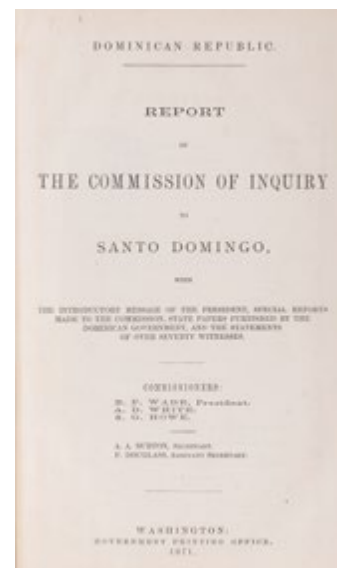 DOMINICAN REPUBLIC.
REPORT
OF
THE COMMISSION OF INQUIRY
TO
SANTO DOMINGO,
WITH
THE INTRODUCTORY MESSAGE OF THE PRESIDENT, SPECIAL REPORTS
MADE TO THE COMMISSION, STATE PAPERS FURNISHED BY THE
DOMINICAN GOVERNMENT, AND THE STATEMENTS
OF OVER SEVENTY WITNESSES.
COMMISSIONERS:
B. F. WADE, President.
A. D. WHITE.
S. G. HOWE.
A. A. BURTON, SECRETARY.
F. DOUGLASS, ASSISTANT SECRETARY.
WASHINGTON:
GOVERNMENT PRINTING OFFICE.
1871.